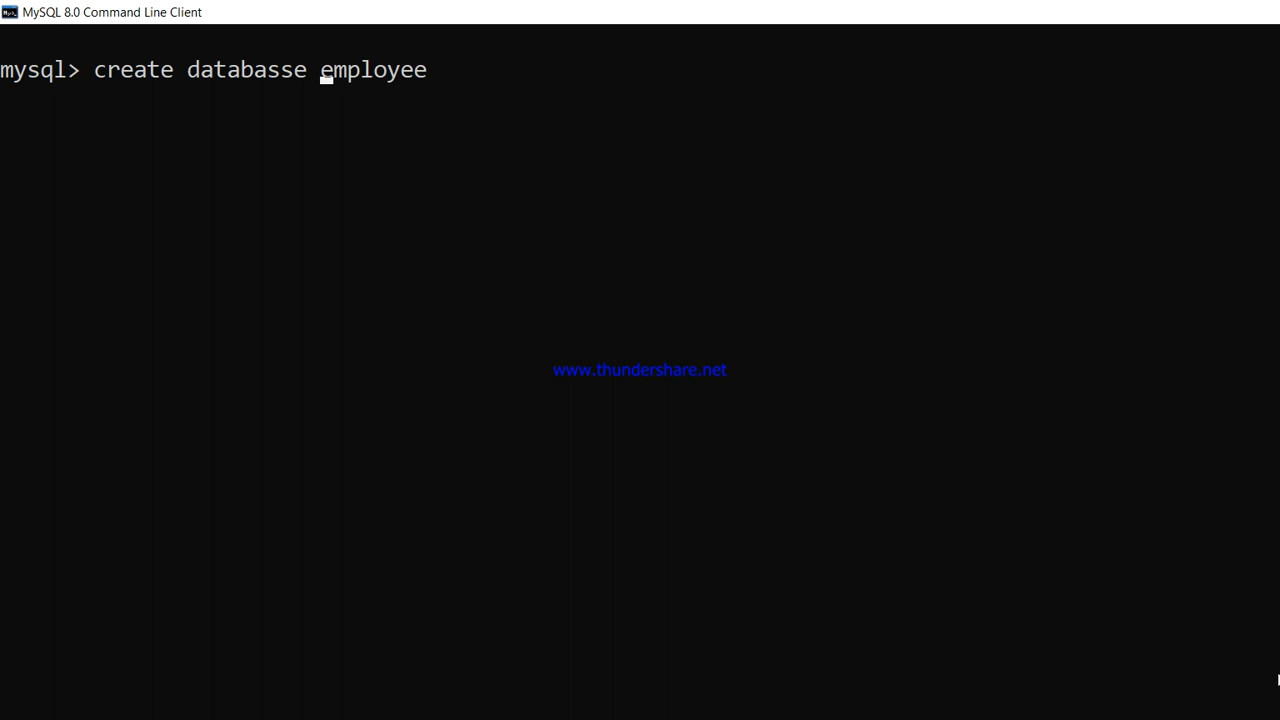 MySQL 8.0 Command Line Client
mysql> create databasse employee
www.thundershare.net